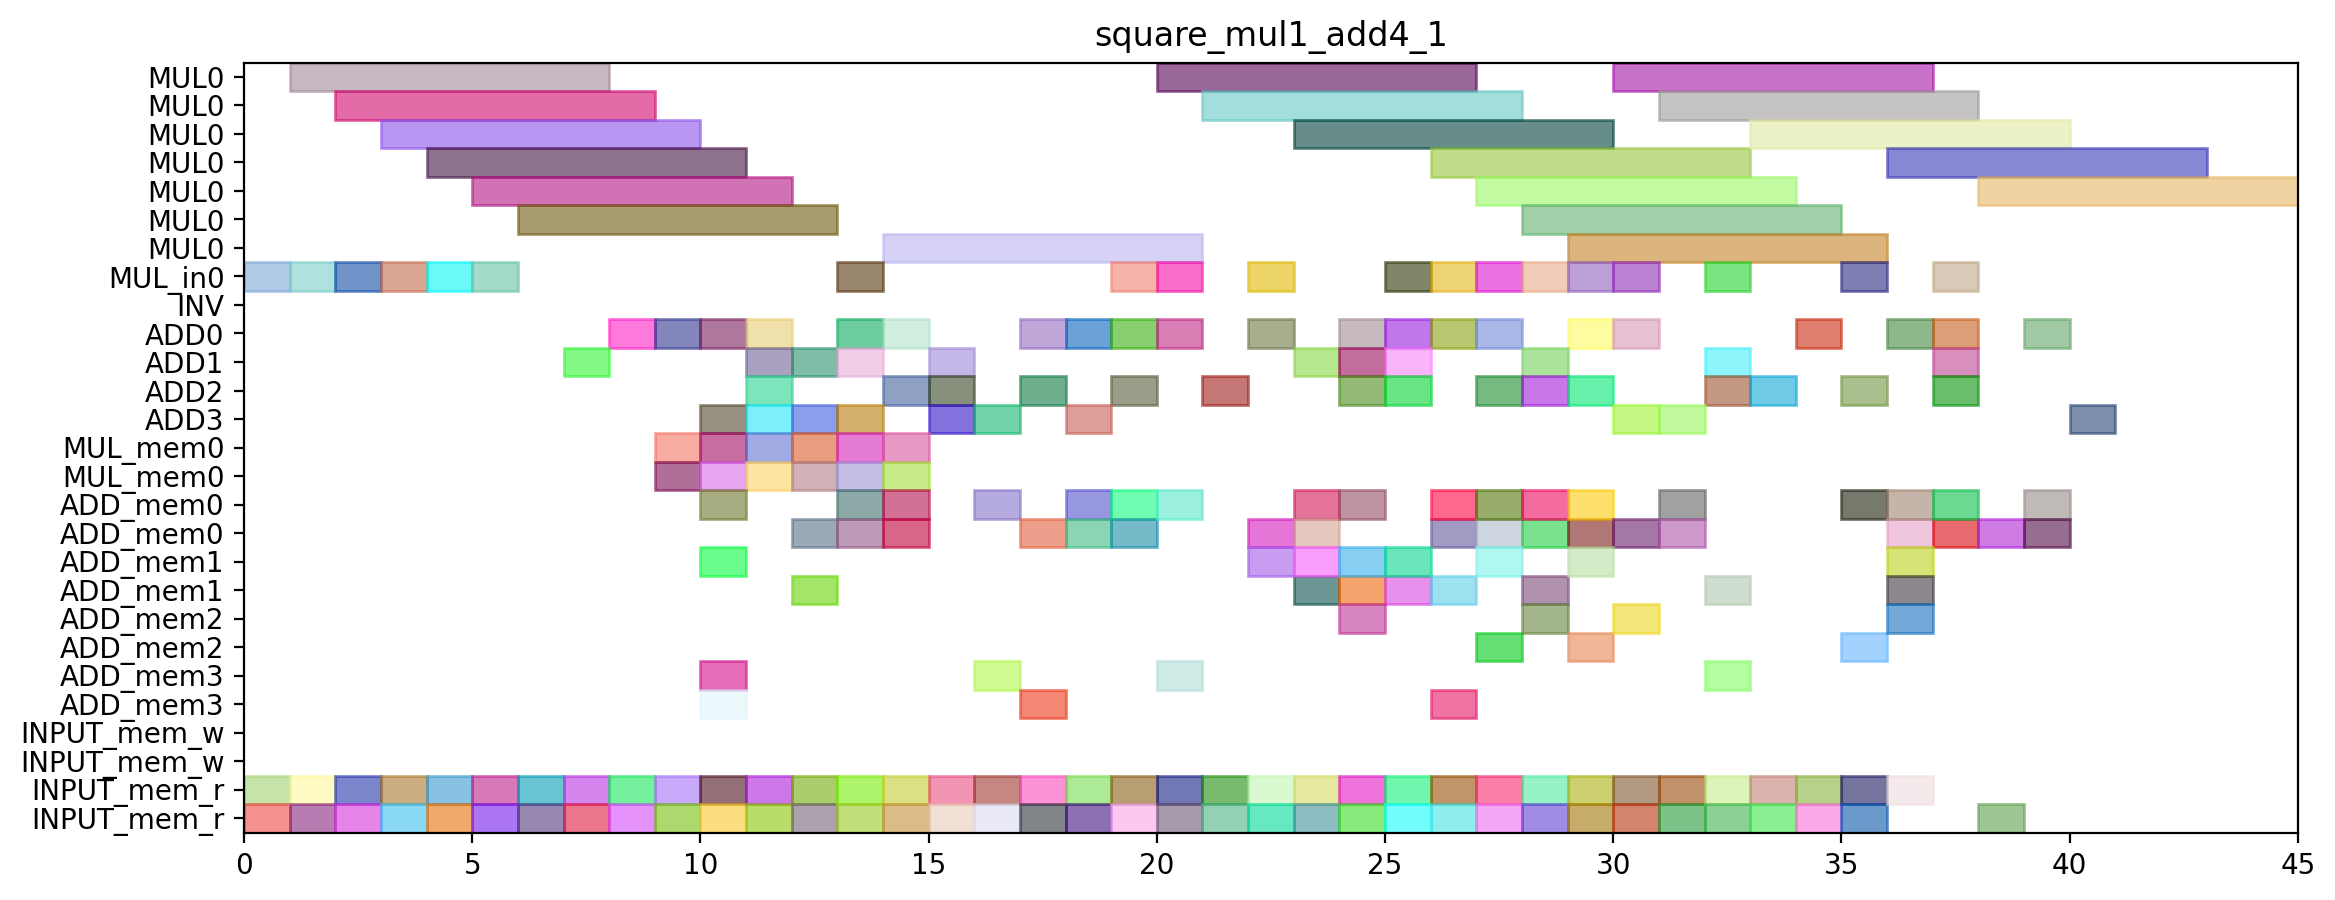 square_mul1_add4_1
MUL0
MUL0
MUL0
MUL0
MUL0
MUL0
MUL0
MUL_in0
INV
ADD0
ADD1
ADD2
ADD3
MUL_mem0
MUL_mem0
ADD_mem0
ADD_mem0
ADD_mem1
ADD_mem1
ADD_mem2
ADD_mem2
ADD_mem3
ADD_mem3
INPUT_mem_w
INPUT_mem_w
INPUT_mem_r
INPUT_mem_r
0 5 10 15 20 25 30 35 40 45